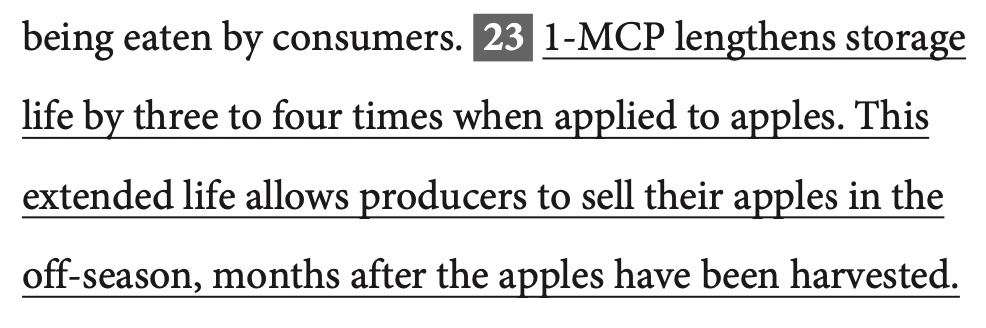 being eaten by consumers. 23 1-MCP lengthens storage
life by three to four times when applied to apples. This
extended life allows producers to sell their apples in the
off-season, months after the apples have been harvested.